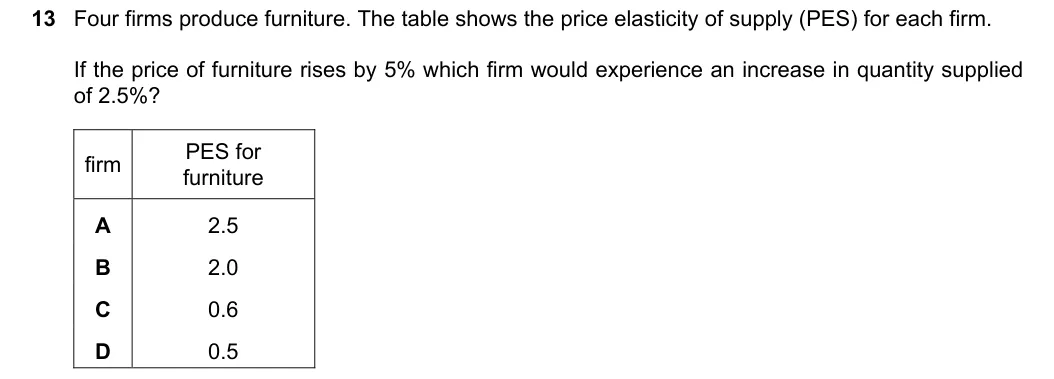 13 Four firms produce furniture. The table shows the price elasticity of supply (PES) for each firm.
If the price of furniture rises by 5% which firm would experience an increase in quantity supplied
of 2.5%?
firm PES for
furniture
A 2.5
B 2.0
C 0.6
D 0.5